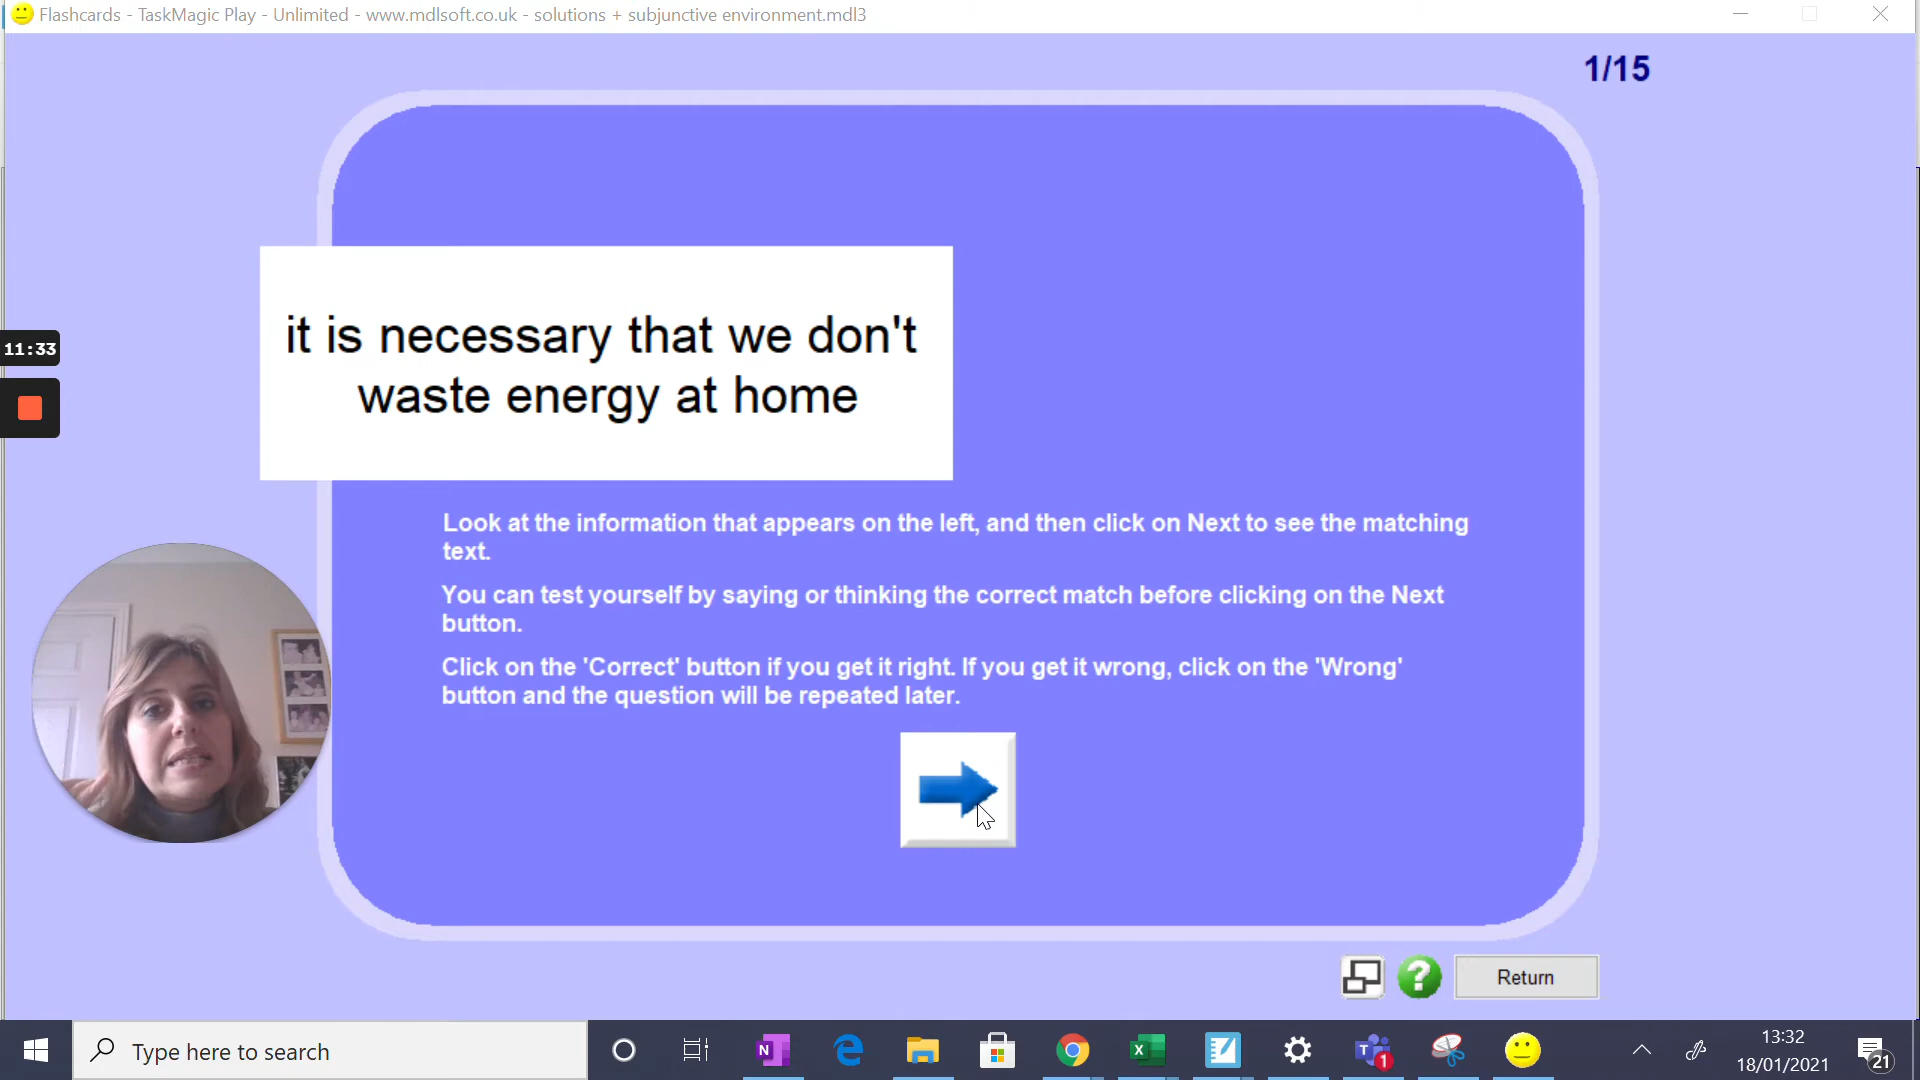 Flashcards - TaskMagic Play - Unlimited - www.mdlsoft.co.uk - solutions + subjunctive environment.mdl3
1/15
it is necessary that we don't
waste energy at home
11:33
Look at the information that appears on the left, and then click on Next to see the matching
text.
You can test yourself by saying or thinking the correct match before clicking on the Next
button.
Click on the 'Correct' button if you get it right. If you get it wrong, click on the 'Wrong'
button and the question will be repeated later.
?
Return
Type here to search
N
X
T
1
13:32
18/01/2021
21